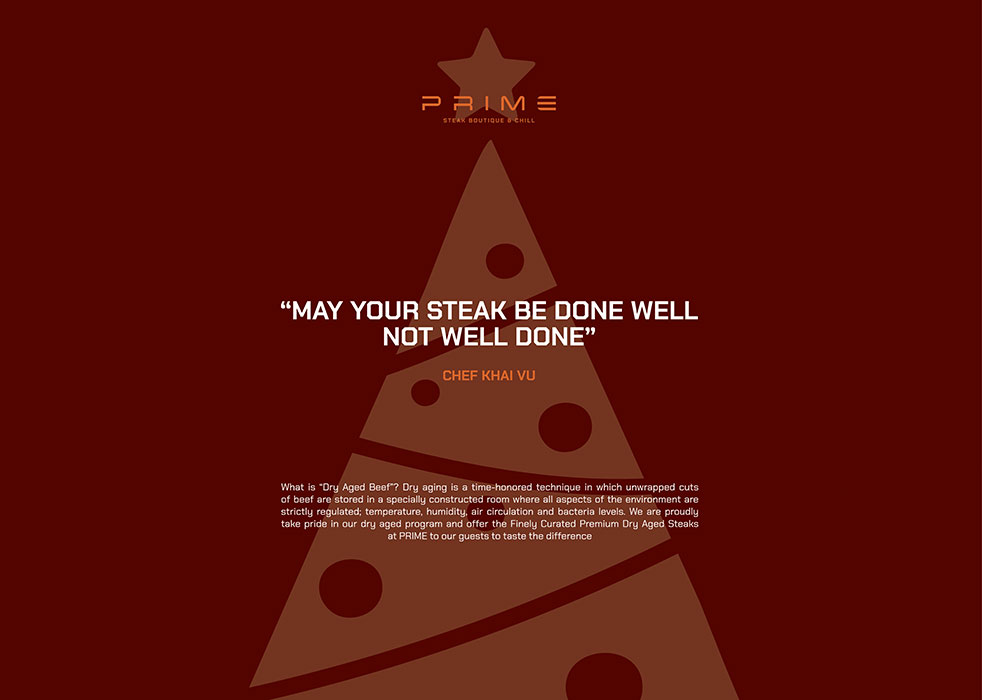 PRIME
STEAK BOUTIQUE & CHILL
“MAY YOUR STEAK BE DONE WELL
NOT WELL DONE”
CHEF KHAI VU
What is “Dry Aged Beef”? Dry aging is a time-honored technique in which unwrapped cuts
of beef are stored in a specially constructed room where all aspects of the environment are
strictly regulated; temperature, humidity, air circulation and bacteria levels. We are proudly
take pride in our dry aged program and offer the Finely Curated Premium Dry Aged Steaks
at PRIME to our guests to taste the difference